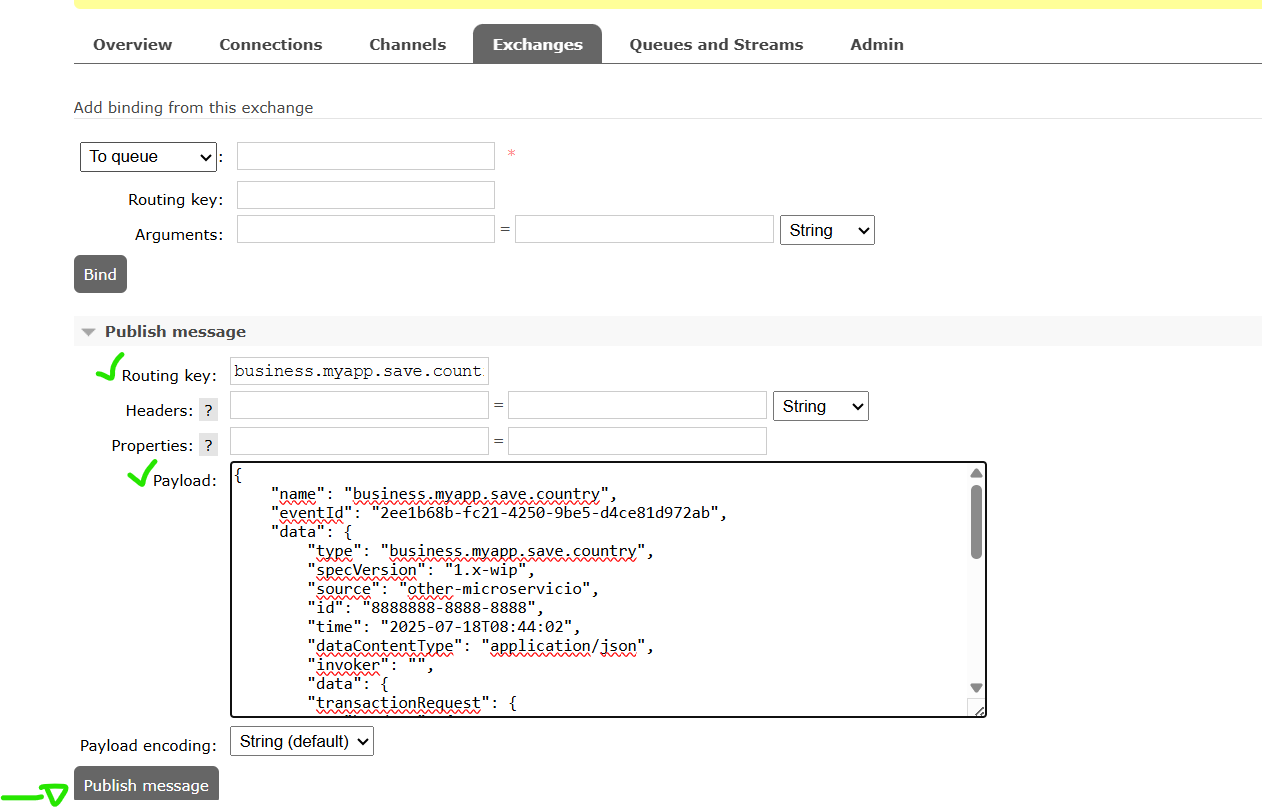 Overview Connections Channels Exchanges Queues and Streams Admin
Add binding from this exchange
To queue : *
Routing key:
Arguments: = String
Bind
Publish message
Routing key: business.myapp.save.count
Headers: ? = String
Properties: ? =
Payload: {
"name": "business.myapp.save.country",
"eventId": "2ee1b68b-fc21-4250-9be5-d4ce81d972ab",
"data": {
"type": "business.myapp.save.country",
"specVersion": "1.x-wip",
"source": "other-microservicio",
"id": "8888888-8888-8888",
"time": "2025-07-18T08:44:02",
"dataContentType": "application/json",
"invoker": "",
"data": {
"transactionRequest": {
Payload encoding: String (default)
Publish message